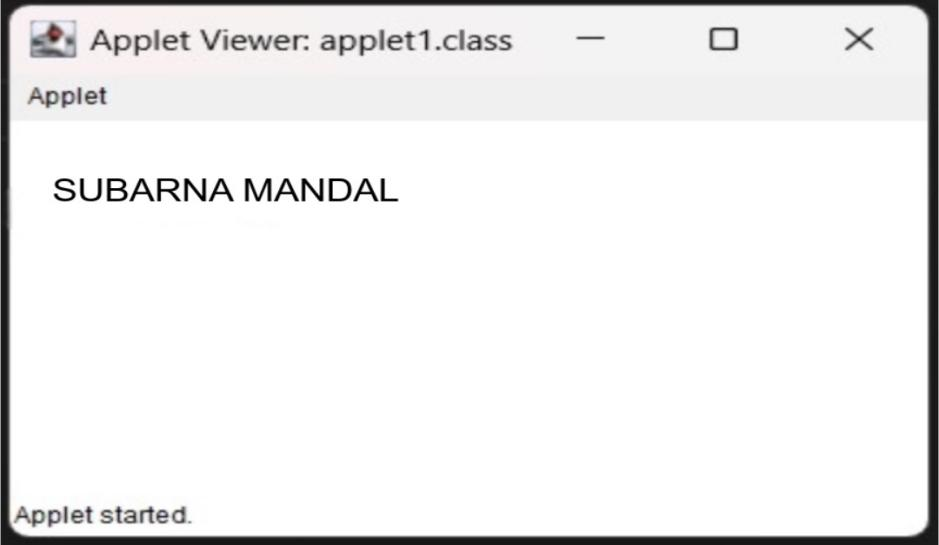 Applet Viewer: applet1.class
Applet
SUBARNA MANDAL
Applet started.